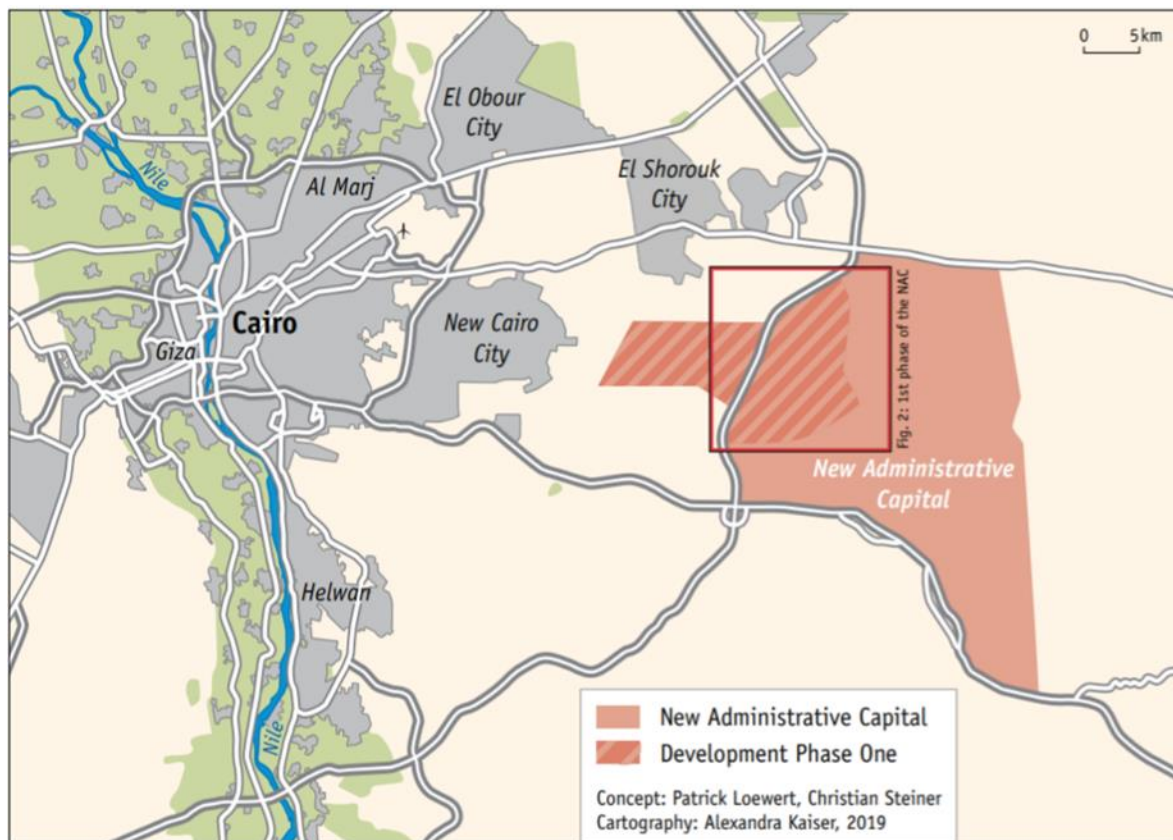 0 5 km
El Obour
City
Nile
Al Marj
El Shorouk
City
Cairo
New Cairo
City
Giza
Fig. 2: 1st phase of the NAC
New Administrative
Capital
Helwan
Nile
New Administrative Capital
Development Phase One
Concept: Patrick Loewert, Christian Steiner
Cartography: Alexandra Kaiser, 2019